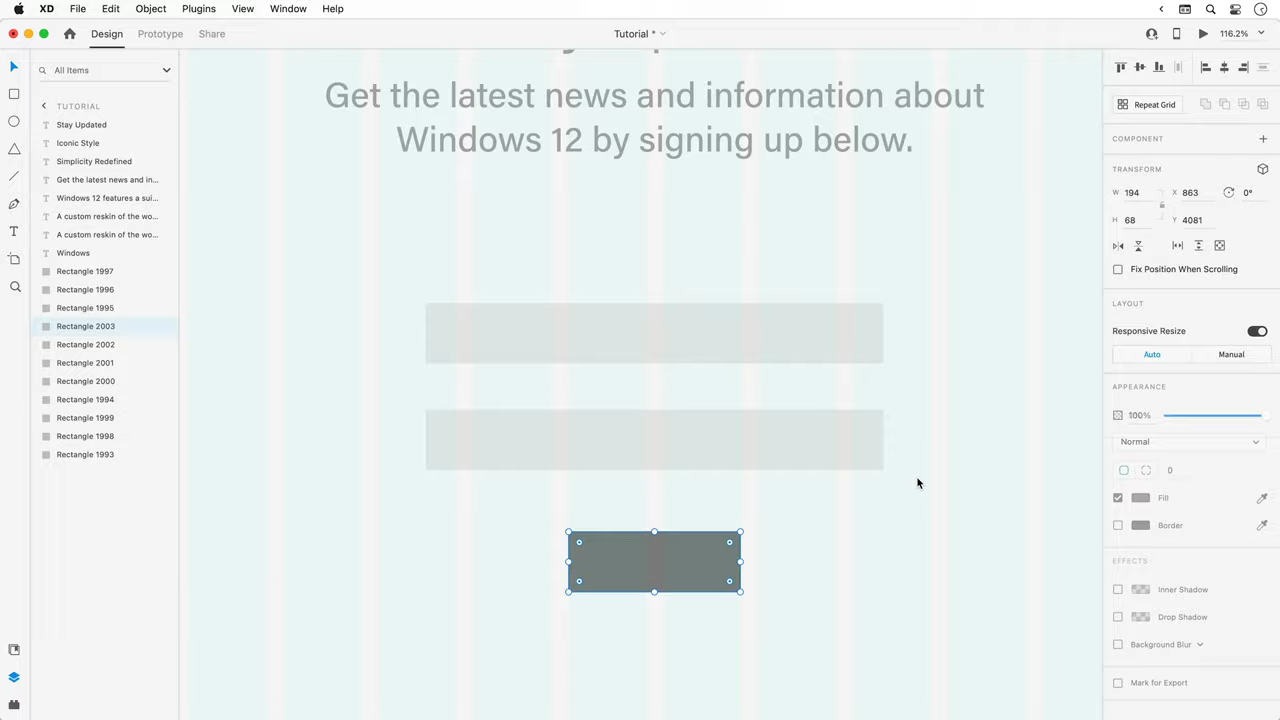 XD File Edit Object Plugins View Window Help
Design Prototype Share Tutorial * 116.2%
All Items
TUTORIAL
Stay Updated
Iconic Style
Simplicity Redefined
Get the latest news and in...
Windows 12 features a sui...
A custom reskin of the wo...
A custom reskin of the wo...
Windows
Rectangle 1997
Rectangle 1996
Rectangle 1995
Rectangle 2003
Rectangle 2002
Rectangle 2001
Rectangle 2000
Rectangle 1994
Rectangle 1999
Rectangle 1998
Rectangle 1993
Get the latest news and information about
Windows 12 by signing up below.
Repeat Grid
COMPONENT
TRANSFORM
W 194 X 863 0°
H 68 Y 4081
Fix Position When Scrolling
LAYOUT
Responsive Resize
Auto Manual
APPEARANCE
100%
Normal
0
Fill
Border
EFFECTS
Inner Shadow
Drop Shadow
Background Blur
Mark for Export